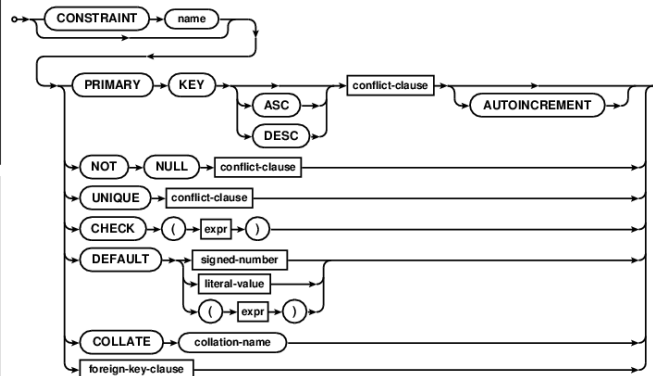 CONSTRAINT name
PRIMARY KEY conflict-clause
ASC AUTOINCREMENT
DESC
NOT NULL conflict-clause
UNIQUE conflict-clause
CHECK ( expr )
DEFAULT signed-number
literal-value
( expr )
COLLATE collation-name
foreign-key-clause